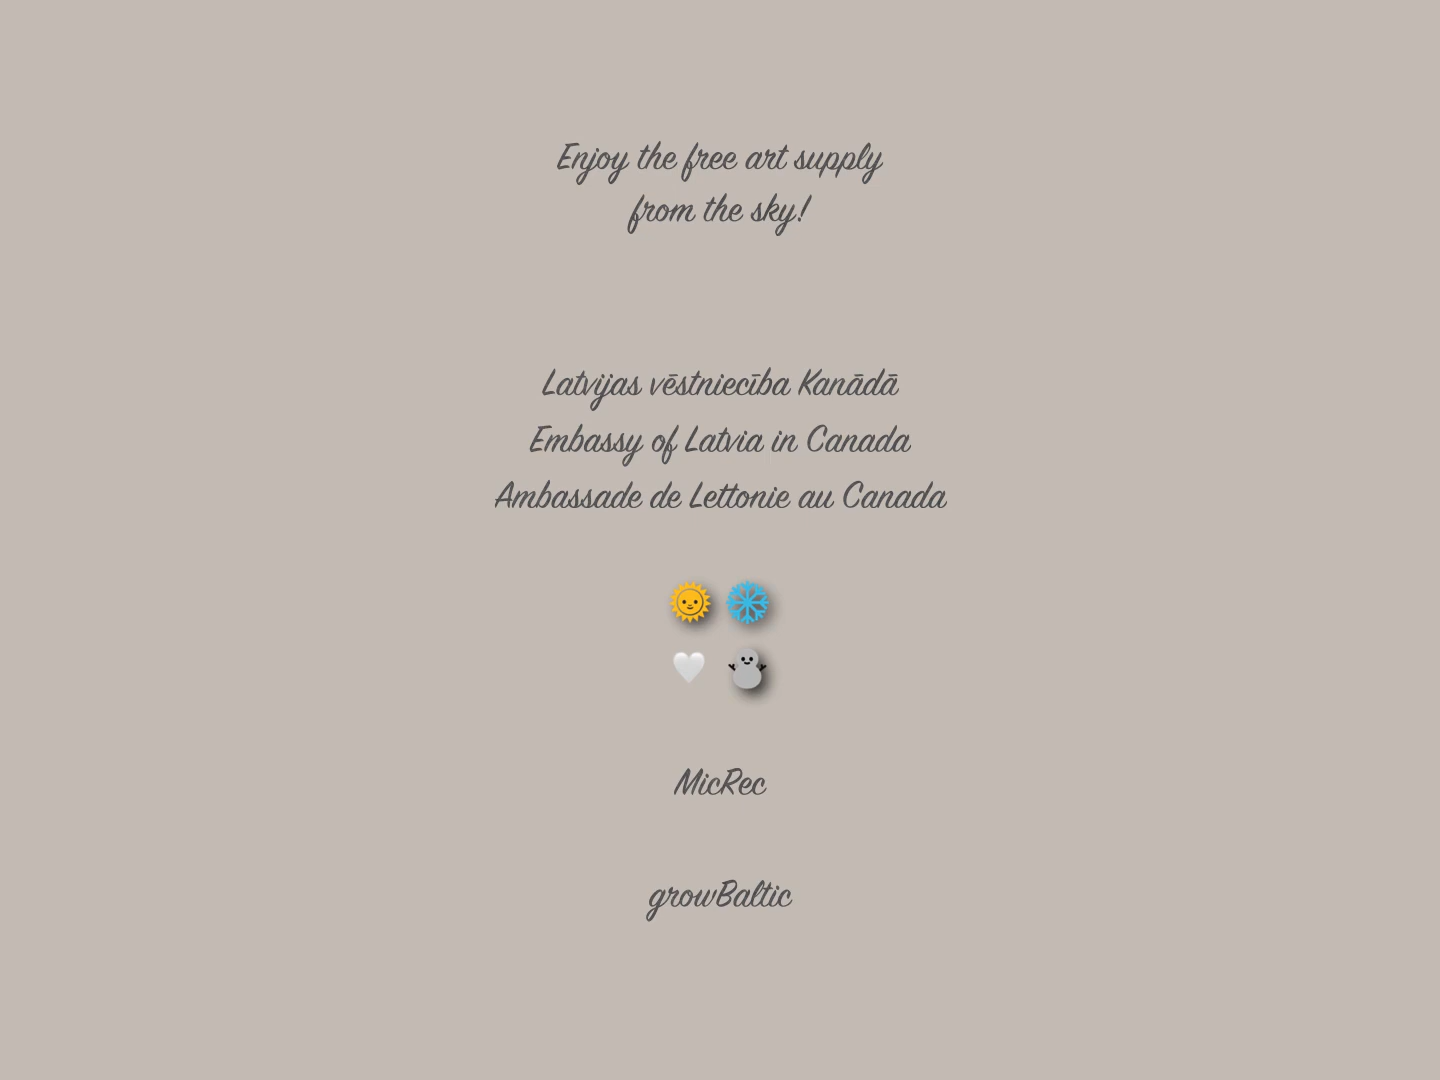 Enjoy the free art supply
from the sky!
Latvijas vēstniecība Kanādā
Embassy of Latvia in Canada
Ambassade de Lettonie au Canada
MicRec
growBaltic